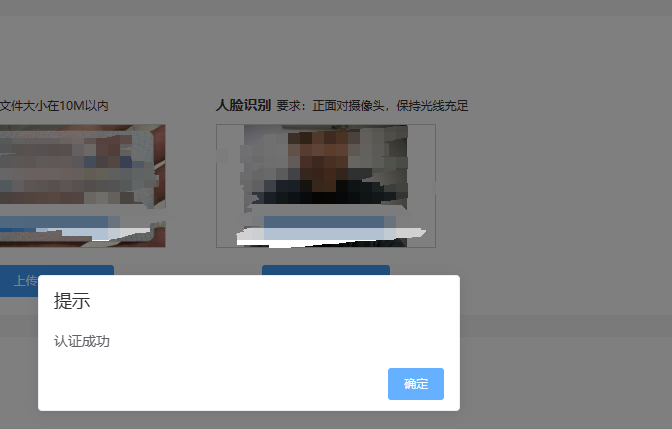 文件大小在10M以内
人脸识别 要求：正面对摄像头，保持光线充足
上传
提示
认证成功
确定